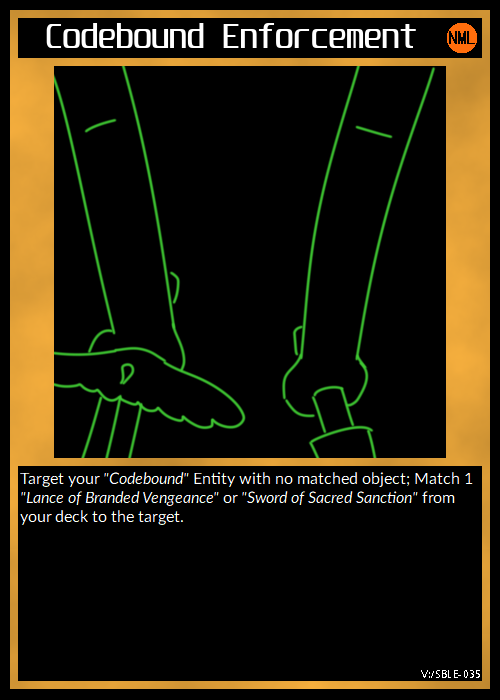 Codebound Enforcement
NML
Target your "Codebound" Entity with no matched object; Match 1
"Lance of Branded Vengeance" or "Sword of Sacred Sanction" from
your deck to the target.
V:/SBLE-035